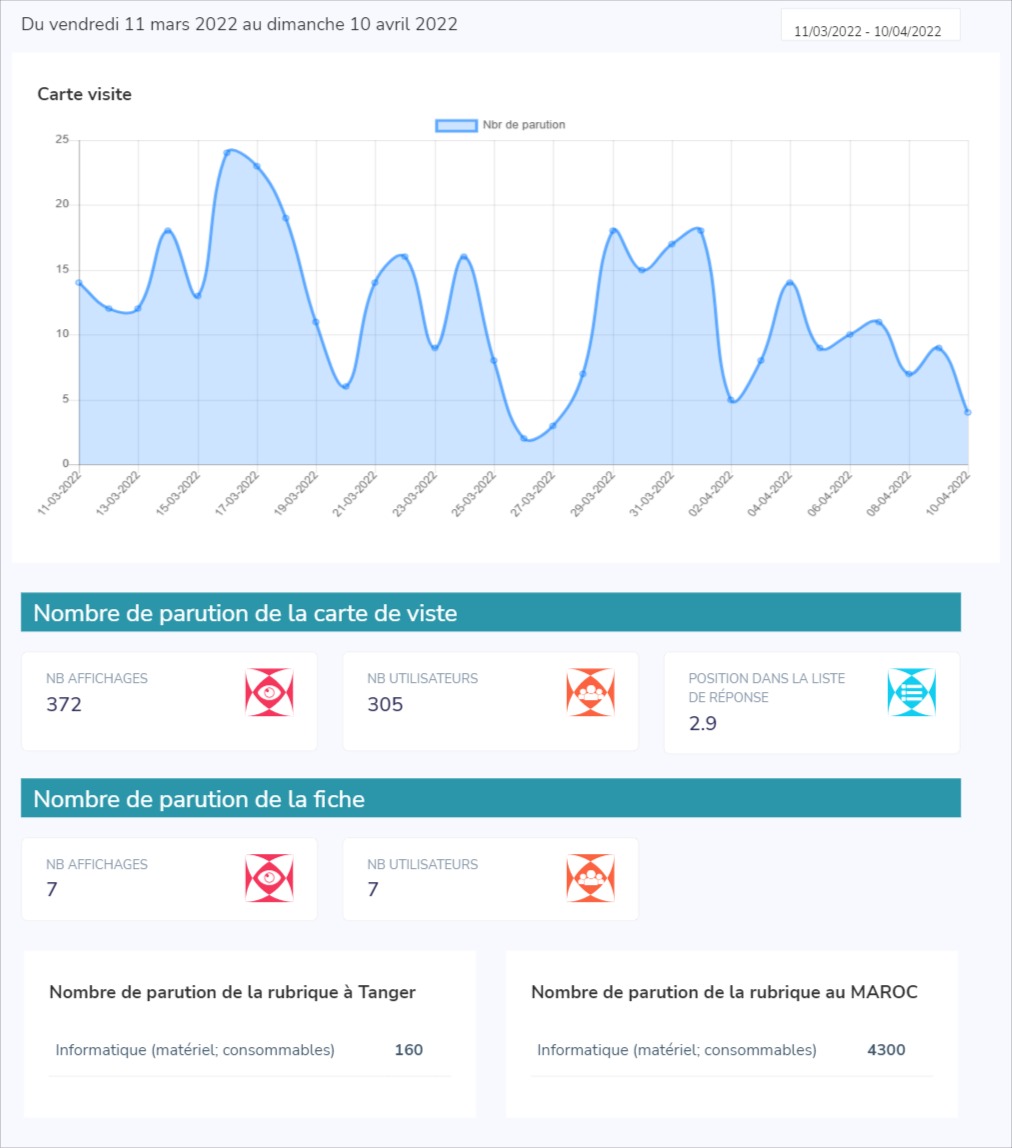 Du vendredi 11 mars 2022 au dimanche 10 avril 2022
11/03/2022 - 10/04/2022
Carte visite
Nbr de parution
25
20
15
10
5
0
11-03-2022
13-03-2022
15-03-2022
17-03-2022
19-03-2022
21-03-2022
23-03-2022
25-03-2022
27-03-2022
29-03-2022
31-03-2022
02-04-2022
04-04-2022
06-04-2022
08-04-2022
10-04-2022
Nombre de parution de la carte de viste
NB AFFICHAGES
372
NB UTILISATEURS
305
POSITION DANS LA LISTE
DE RÉPONSE
2.9
Nombre de parution de la fiche
NB AFFICHAGES
7
NB UTILISATEURS
7
Nombre de parution de la rubrique à Tanger
Informatique (matériel; consommables) 160
Nombre de parution de la rubrique au MAROC
Informatique (matériel; consommables) 4300